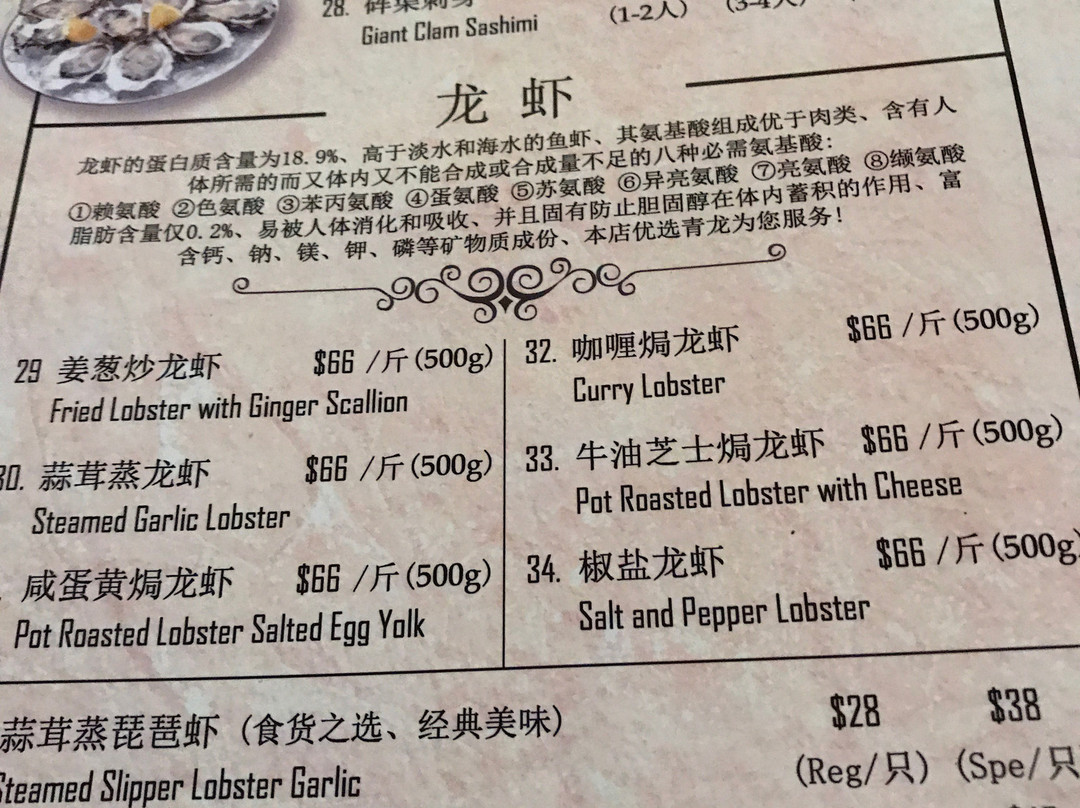 28.
Giant Clam Sashimi
(1-2人) (3-4人)
龙 虾
龙虾的蛋白质含量为18.9%、高于淡水和海水的鱼虾、其氨基酸组成优于肉类、含有人
体所需的而又体内又不能合成或合成量不足的八种必需氨基酸：
①赖氨酸 ②色氨酸 ③苯丙氨酸 ④蛋氨酸 ⑤苏氨酸 ⑥异亮氨酸 ⑦亮氨酸 ⑧缬氨酸
脂肪含量仅0.2%、易被人体消化和吸收、并且固有防止胆固醇在体内蓄积的作用、富
含钙、钠、镁、钾、磷等矿物质成份、本店优选青龙为您服务！
29 姜葱炒龙虾 $66 /斤(500g)
Fried Lobster with Ginger Scallion
30. 蒜茸蒸龙虾 $66 /斤(500g)
Steamed Garlic Lobster
咸蛋黄焗龙虾 $66 /斤(500g)
Pot Roasted Lobster Salted Egg Yolk
32. 咖喱焗龙虾 $66 /斤(500g)
Curry Lobster
33. 牛油芝士焗龙虾 $66 /斤(500g)
Pot Roasted Lobster with Cheese
34. 椒盐龙虾 $66 /斤(500g)
Salt and Pepper Lobster
蒜茸蒸琵琶虾 (食货之选、经典美味) $28 $38
Steamed Slipper Lobster Garlic (Reg/只) (Spe/只